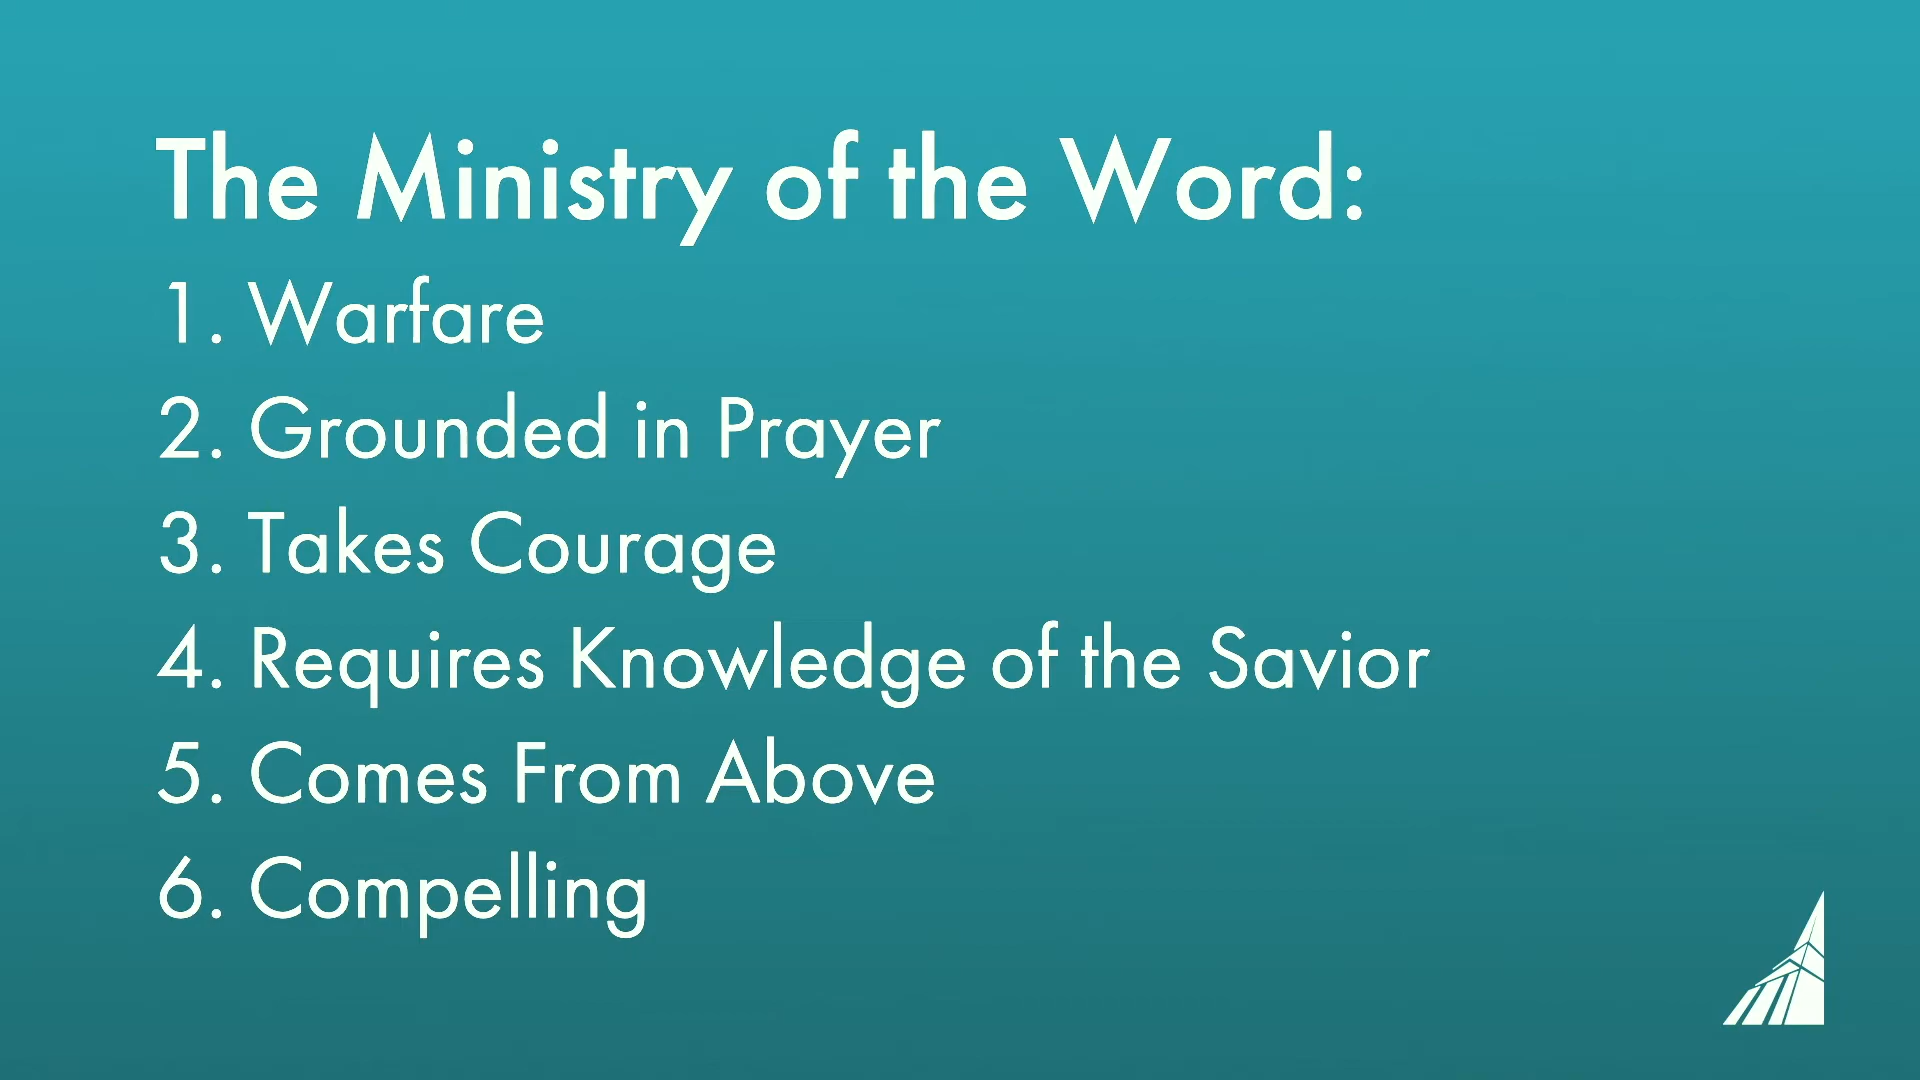 The Ministry of the Word:
1. Warfare
2. Grounded in Prayer
3. Takes Courage
4. Requires Knowledge of the Savior
5. Comes From Above
6. Compelling